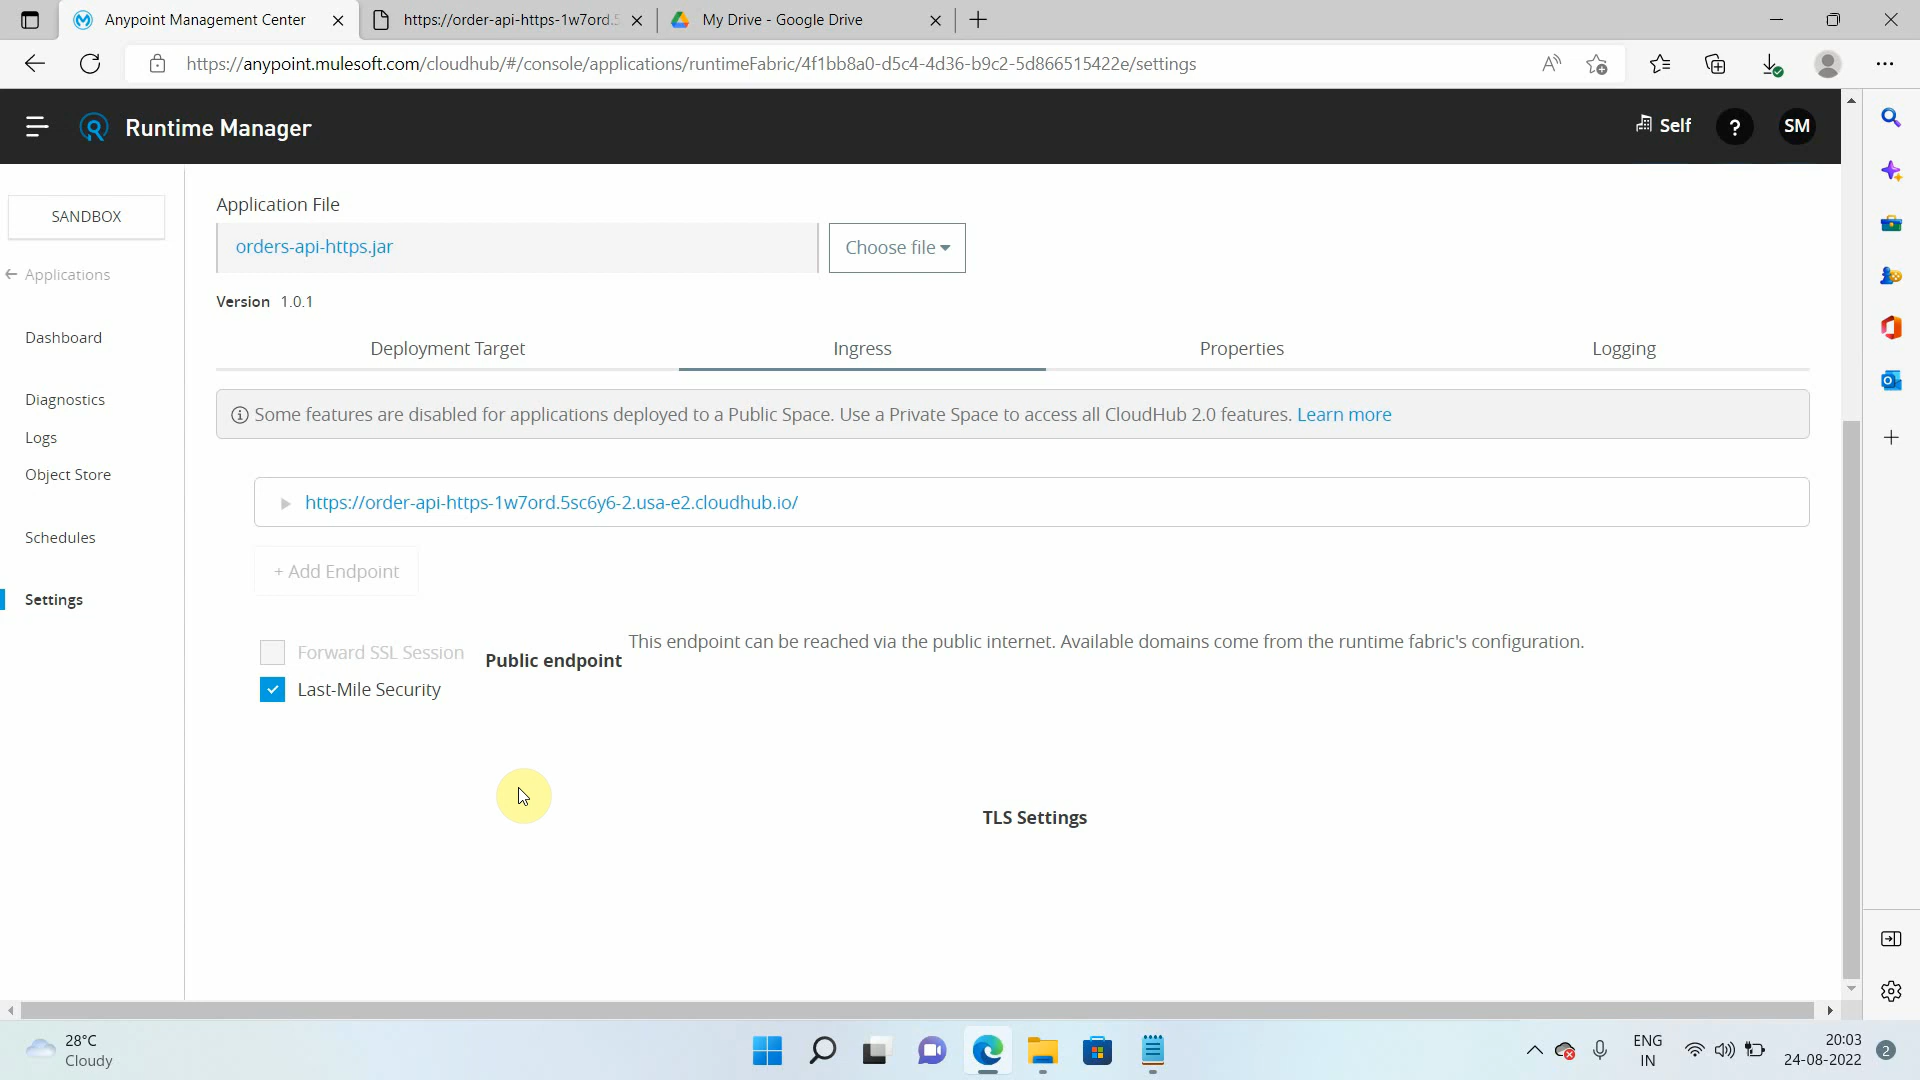 Anypoint Management Center
https://order-api-https-1w7ord.5
My Drive - Google Drive
https://anypoint.mulesoft.com/cloudhub/#/console/applications/runtimeFabric/4f1bb8a0-d5c4-4d36-b9c2-5d866515422e/settings
Runtime Manager
Self
?
SM
SANDBOX
Applications
Dashboard
Diagnostics
Logs
Object Store
Schedules
Settings
Application File
orders-api-https.jar
Choose file
Version 1.0.1
Deployment Target
Ingress
Properties
Logging
Some features are disabled for applications deployed to a Public Space. Use a Private Space to access all CloudHub 2.0 features. Learn more
https://order-api-https-1w7ord.5sc6y6-2.usa-e2.cloudhub.io/
+ Add Endpoint
Forward SSL Session
Last-Mile Security
Public endpoint
This endpoint can be reached via the public internet. Available domains come from the runtime fabric's configuration.
TLS Settings
28°C
Cloudy
ENG
IN
20:03
24-08-2022
2